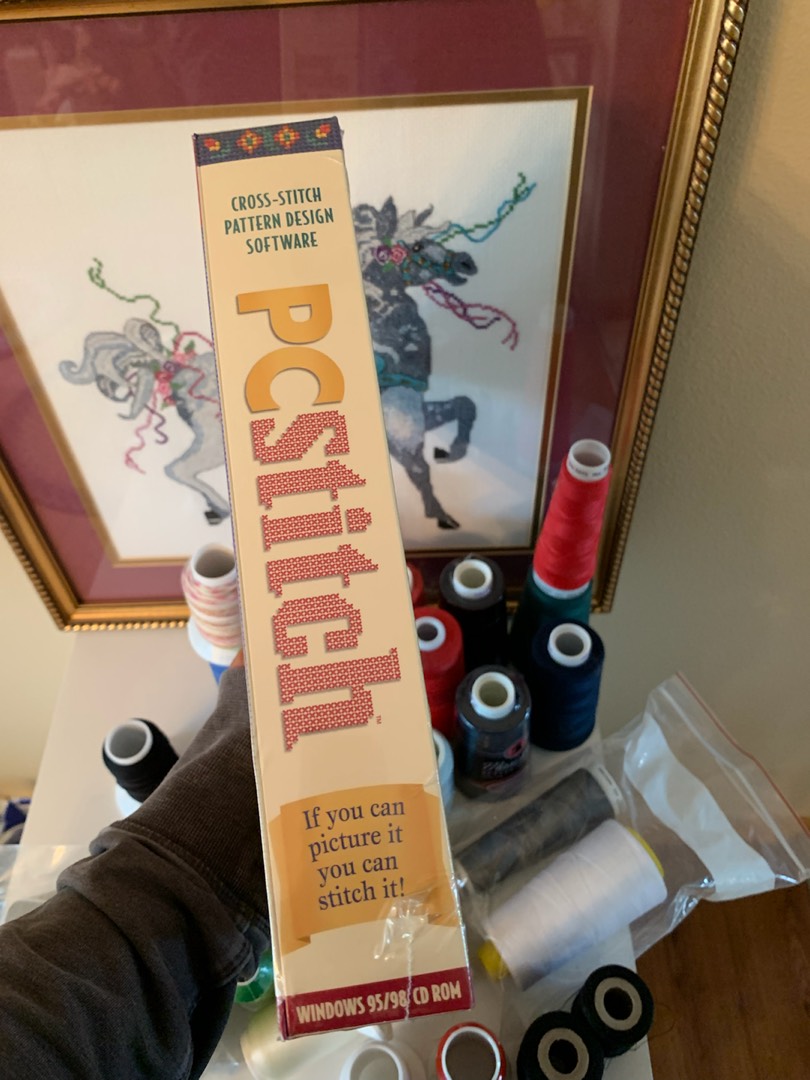 CROSS-STITCH
PATTERN DESIGN
SOFTWARE
PCStitch™
If you can
picture it
you can
stitch it!
WINDOWS 95/98 CD ROM